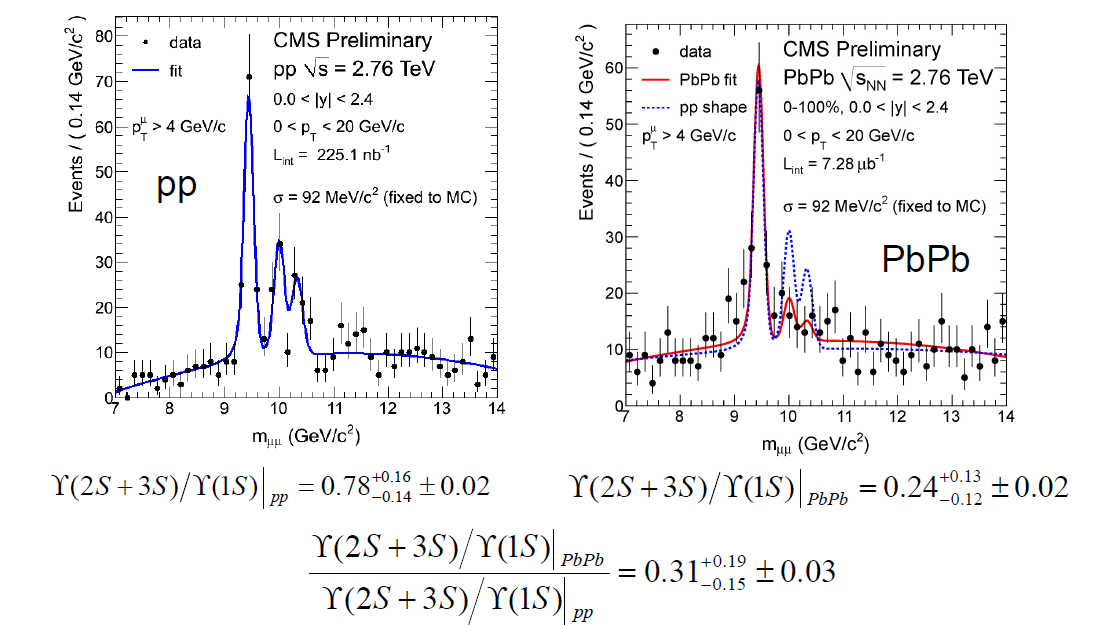 Events / ( 0.14 GeV/c² )
80
70
60
50
40
30
20
10
0
data
fit
p_T^μ > 4 GeV/c
CMS Preliminary
pp √s = 2.76 TeV
0.0 < |y| < 2.4
0 < p_T < 20 GeV/c
L_int = 225.1 nb⁻¹
σ = 92 MeV/c² (fixed to MC)
pp
7 8 9 10 11 12 13 14
m_μμ (GeV/c²)
Events / ( 0.14 GeV/c² )
70
60
50
40
30
20
10
0
data
PbPb fit
pp shape
p_T^μ > 4 GeV/c
CMS Preliminary
PbPb √s_NN = 2.76 TeV
0-100%, 0.0 < |y| < 2.4
0 < p_T < 20 GeV/c
L_int = 7.28 μb⁻¹
σ = 92 MeV/c² (fixed to MC)
PbPb
7 8 9 10 11 12 13 14
m_μμ (GeV/c²)
ϒ(2S+3S)/ϒ(1S)|_pp = 0.78^{+0.16}_{-0.14} ± 0.02
ϒ(2S+3S)/ϒ(1S)|_PbPb = 0.24^{+0.13}_{-0.12} ± 0.02
ϒ(2S+3S)/ϒ(1S)|_PbPb
= 0.31^{+0.19}_{-0.15} ± 0.03
ϒ(2S+3S)/ϒ(1S)|_pp